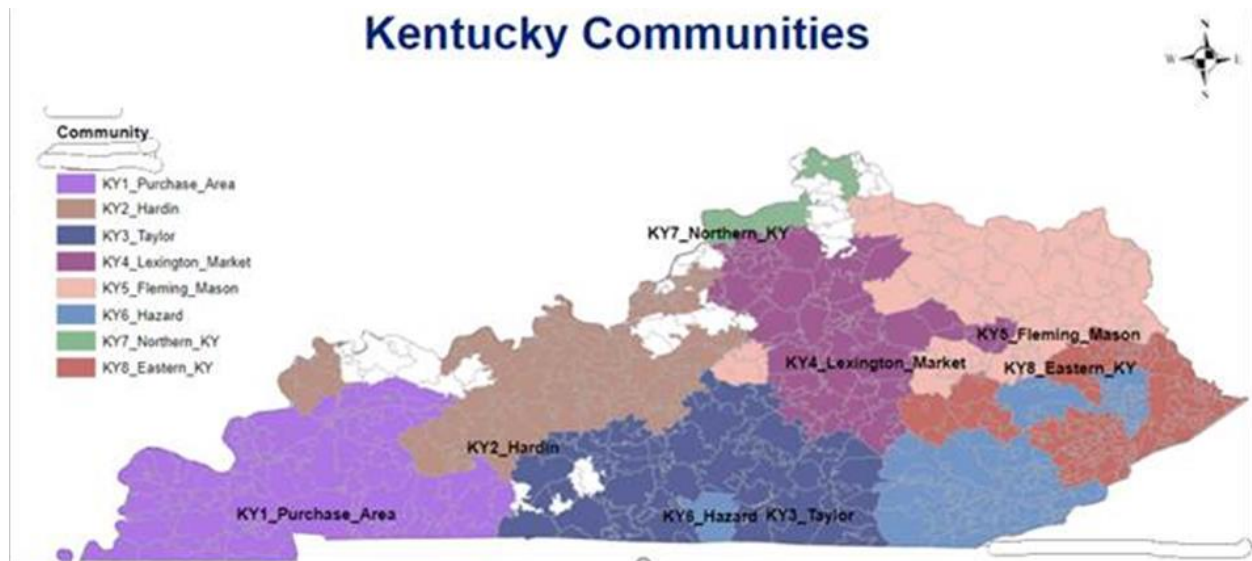 Kentucky Communities
N
W E
S
Community
KY1_Purchase_Area
KY2_Hardin
KY3_Taylor
KY4_Lexington_Market
KY5_Fleming_Mason
KY6_Hazard
KY7_Northern_KY
KY8_Eastern_KY
KY7_Northern_KY
KY5_Fleming_Mason
KY4_Lexington_Market
KY8_Eastern_KY
KY2_Hardin
KY1_Purchase_Area
KY6_Hazard
KY3_Taylor